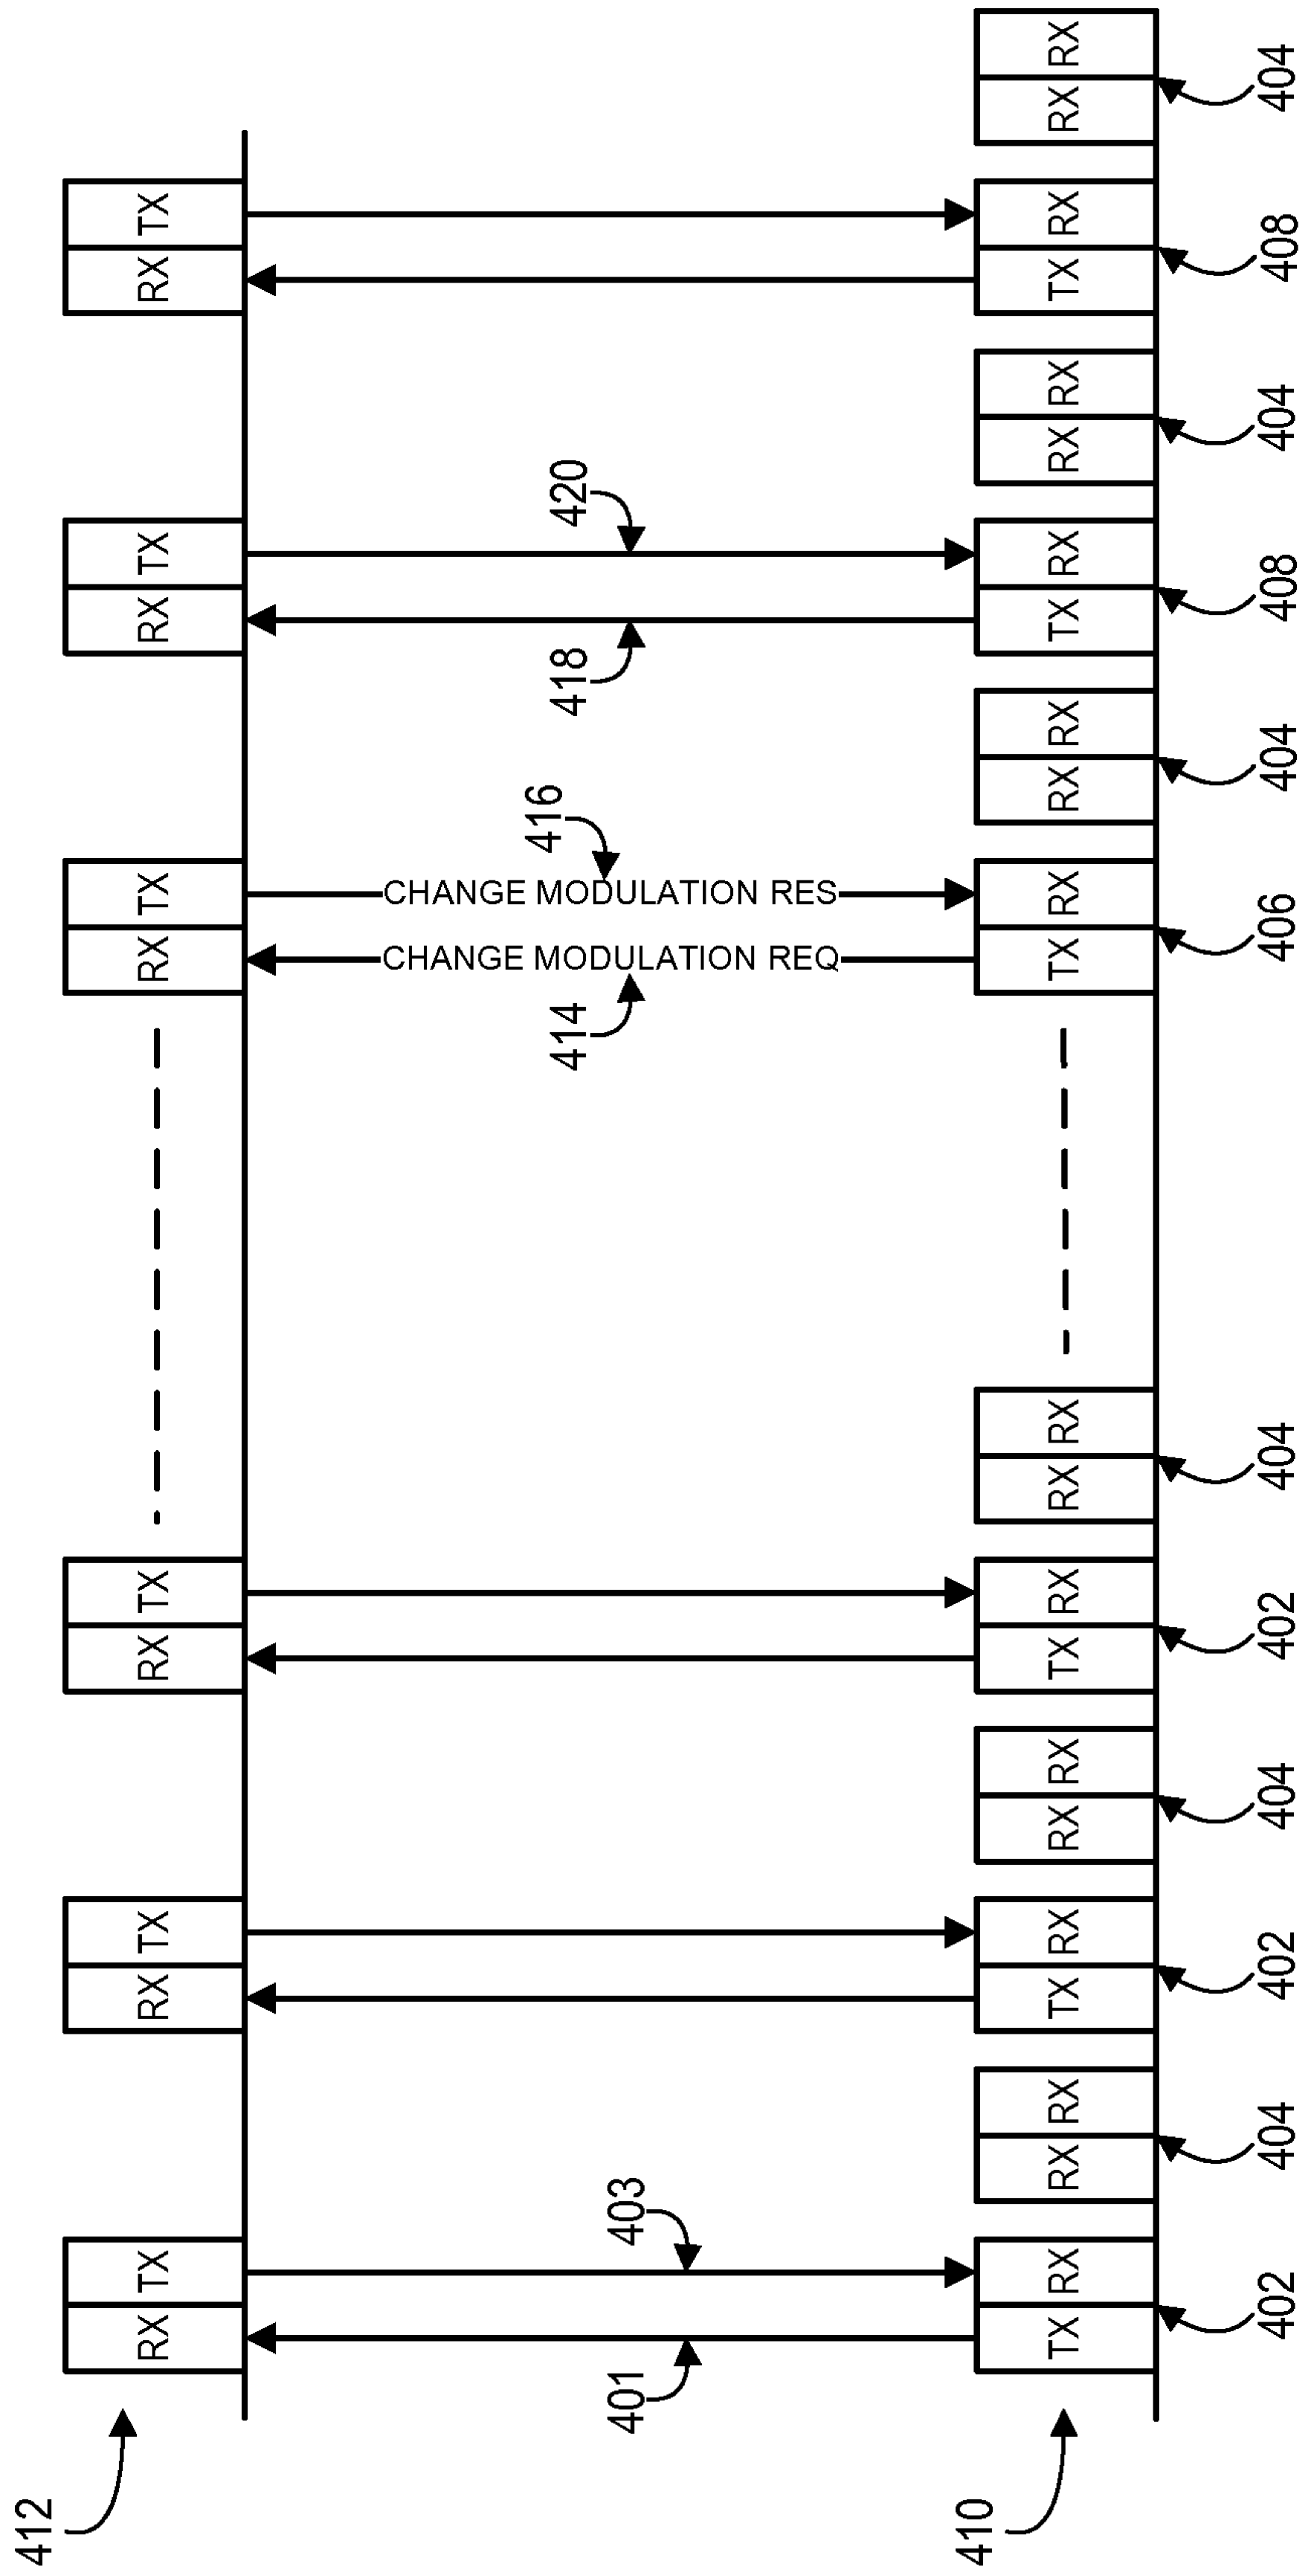 412
RX TX RX TX RX TX RX TX RX TX RX TX
416
414 418 420
401 403
CHANGE MODULATION REQ
CHANGE MODULATION RES
410
TX RX RX RX TX RX RX RX TX RX RX RX TX RX RX RX TX RX RX RX TX RX RX RX
402 404 402 404 402 404 406 404 408 404 408 404